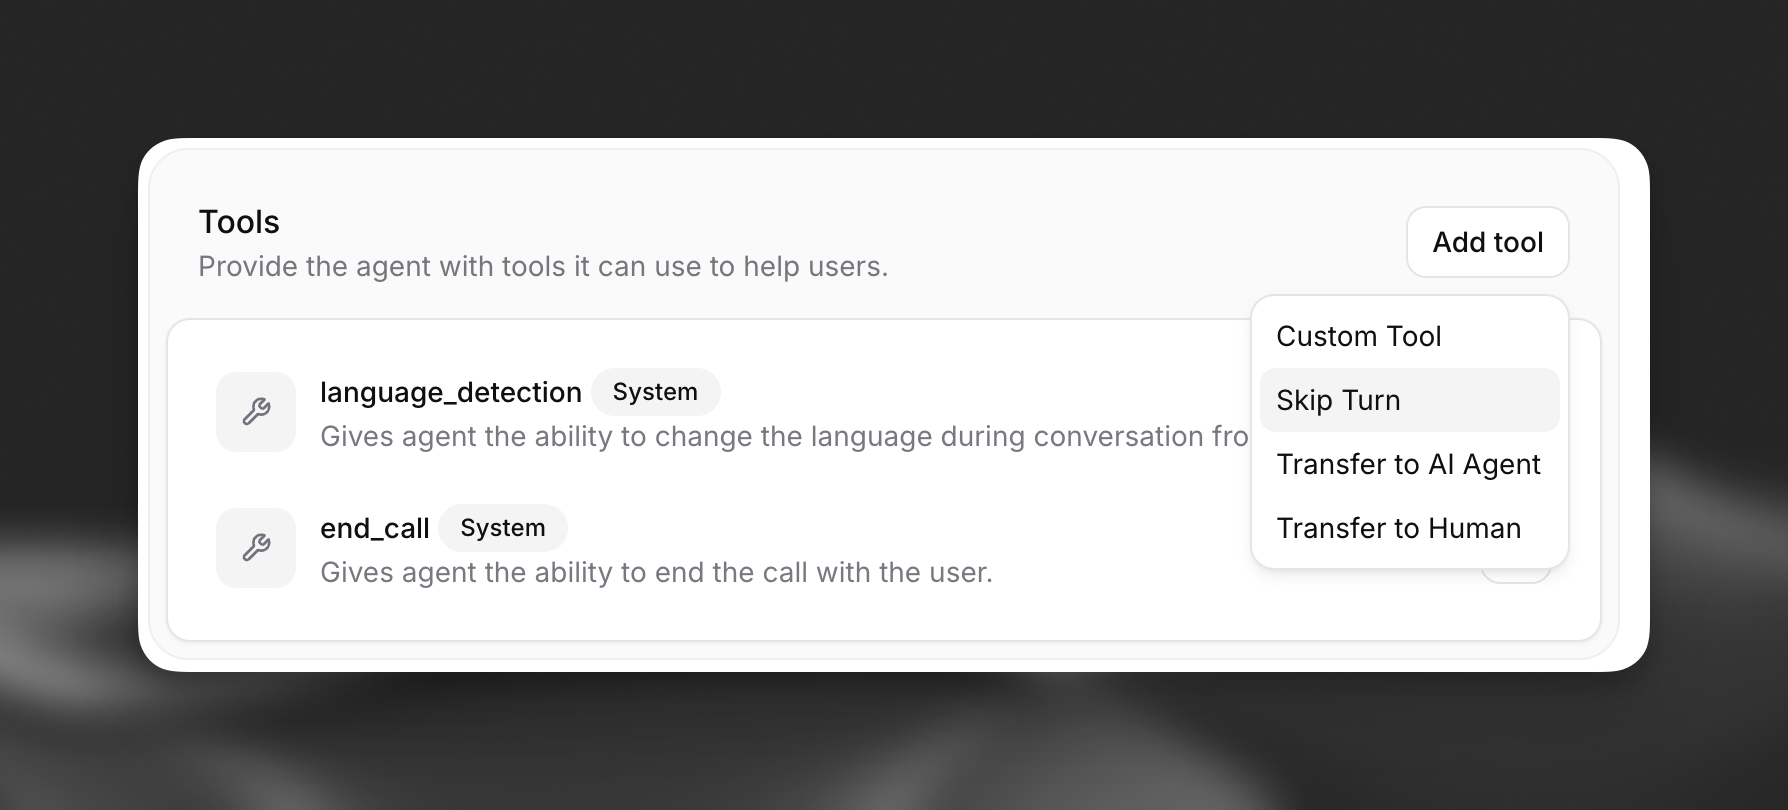 Tools
Provide the agent with tools it can use to help users.
Add tool
language_detection System
Gives agent the ability to change the language during conversation
end_call System
Gives agent the ability to end the call with the user.
Custom Tool
Skip Turn
Transfer to AI Agent
Transfer to Human